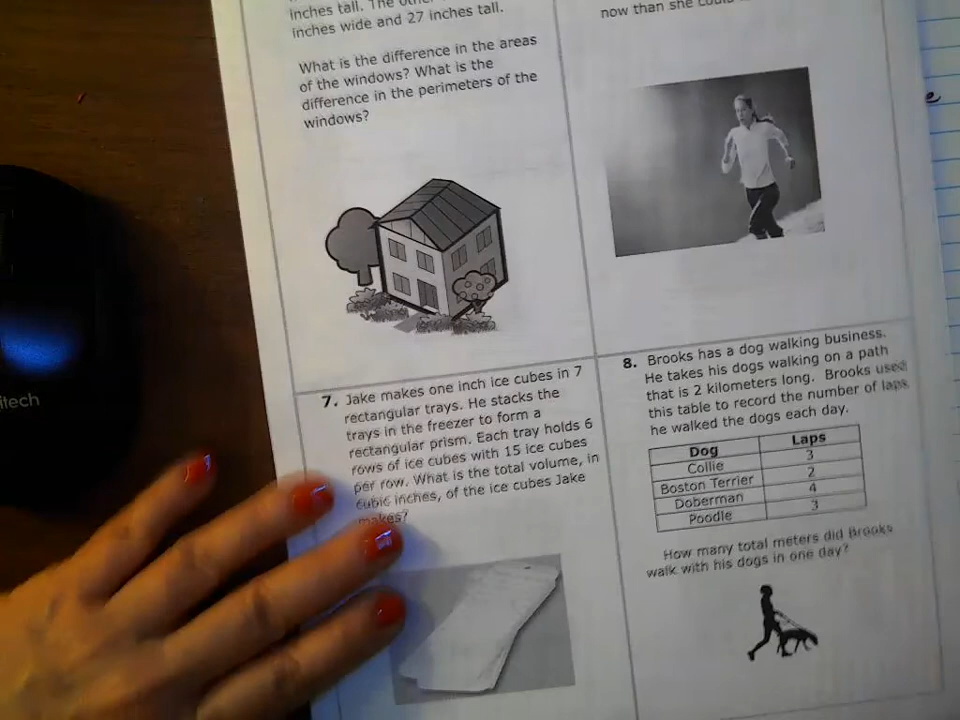 inches tall. The other
inches wide and 27 inches tall.
What is the difference in the areas
of the windows? What is the
difference in the perimeters of the
windows?
now than she could
7. Jake makes one inch ice cubes in 7
rectangular trays. He stacks the
trays in the freezer to form a
rectangular prism. Each tray holds 6
rows of ice cubes with 15 ice cubes
per row. What is the total volume, in
cubic inches, of the ice cubes Jake
makes?
8. Brooks has a dog walking business.
He takes his dogs walking on a path
that is 2 kilometers long. Brooks used
this table to record the number of laps
he walked the dogs each day.
Dog Laps
Collie 3
Boston Terrier 2
Doberman 4
Poodle 3
How many total meters did Brooks
walk with his dogs in one day?
itech